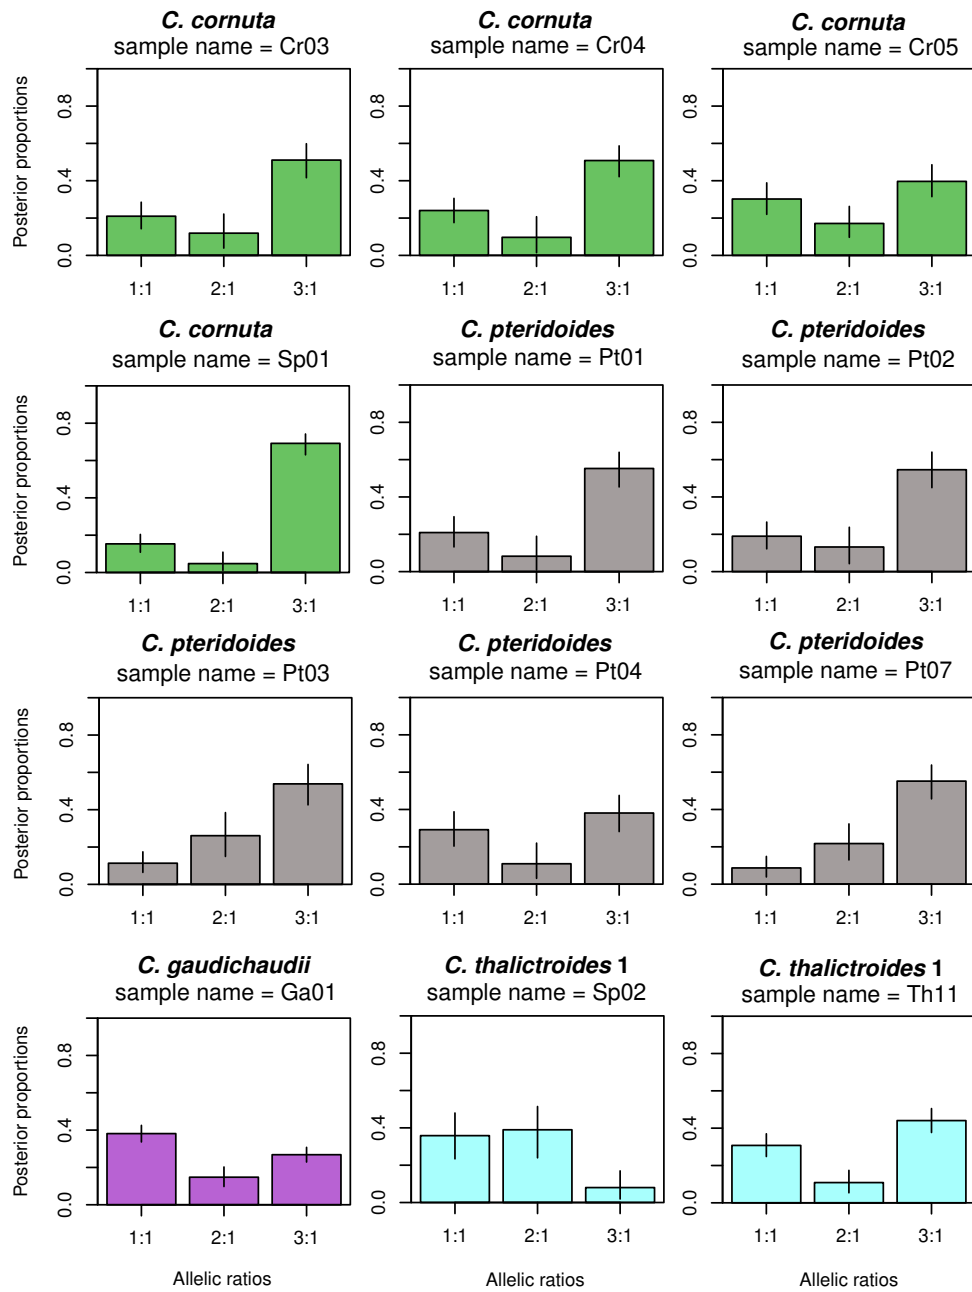 C. cornuta
sample name = Cr03
C. cornuta
sample name = Cr04
C. cornuta
sample name = Cr05
Posterior proportions
0.0 0.4 0.8
1:1 2:1 3:1
0.0 0.4 0.8
1:1 2:1 3:1
0.0 0.4 0.8
1:1 2:1 3:1
C. cornuta
sample name = Sp01
C. pteridoides
sample name = Pt01
C. pteridoides
sample name = Pt02
Posterior proportions
0.0 0.4 0.8
1:1 2:1 3:1
0.0 0.4 0.8
1:1 2:1 3:1
0.0 0.4 0.8
1:1 2:1 3:1
C. pteridoides
sample name = Pt03
C. pteridoides
sample name = Pt04
C. pteridoides
sample name = Pt07
Posterior proportions
0.0 0.4 0.8
1:1 2:1 3:1
0.0 0.4 0.8
1:1 2:1 3:1
0.0 0.4 0.8
1:1 2:1 3:1
C. gaudichaudii
sample name = Ga01
C. thalictroides 1
sample name = Sp02
C. thalictroides 1
sample name = Th11
Posterior proportions
0.0 0.4 0.8
1:1 2:1 3:1
Allelic ratios
0.0 0.4 0.8
1:1 2:1 3:1
Allelic ratios
0.0 0.4 0.8
1:1 2:1 3:1
Allelic ratios